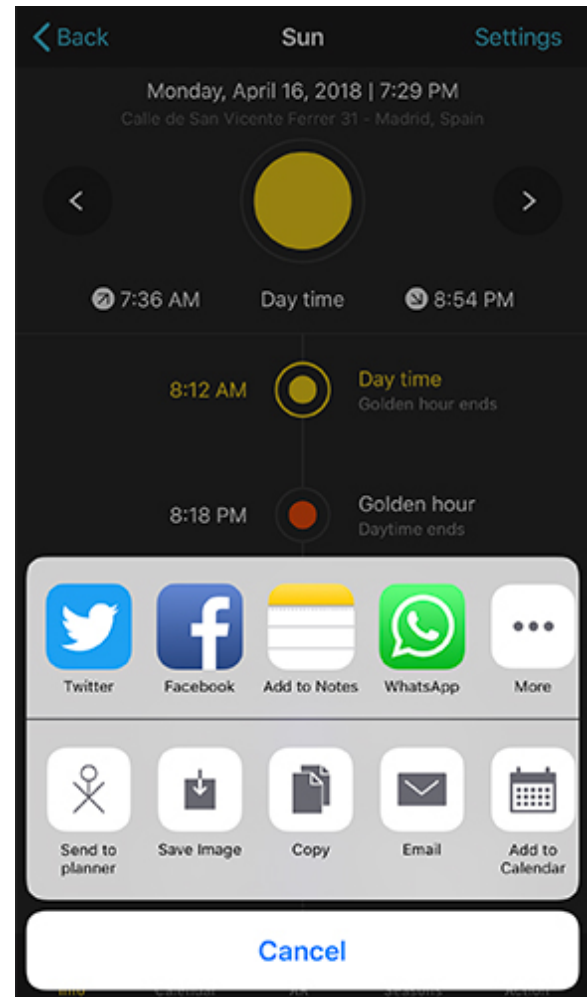 Back
Sun
Settings
Monday, April 16, 2018 | 7:29 PM
Calle de San Vicente Ferrer 31 - Madrid, Spain
7:36 AM
Day time
8:54 PM
8:12 AM
Day time
Golden hour ends
8:18 PM
Golden hour
Daytime ends
Twitter
Facebook
Add to Notes
WhatsApp
More
Send to
planner
Save Image
Copy
Email
Add to
Calendar
Cancel